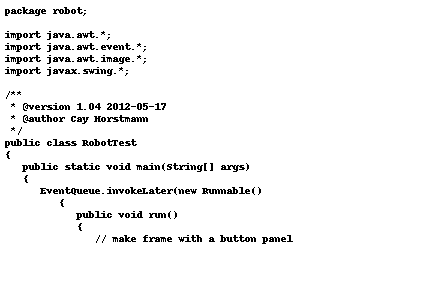 package robot;

import java.awt.*;
import java.awt.event.*;
import java.awt.image.*;
import javax.swing.*;

/**
 * @version 1.04 2012-05-17
 * @author Cay Horstmann
 */
public class RobotTest
{
   public static void main(String[] args)
   {
      EventQueue.invokeLater(new Runnable()
         {
            public void run()
            {
               // make frame with a button panel